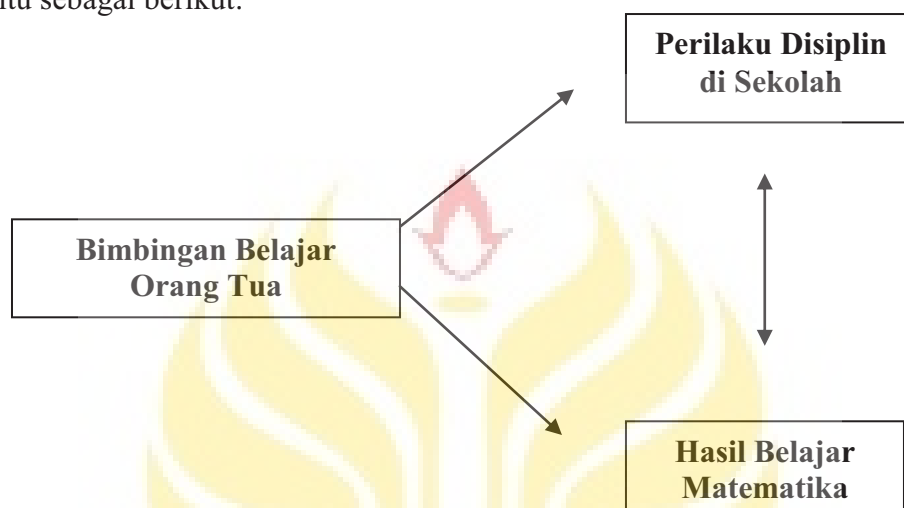 itu sebagai berikut:
Perilaku Disiplin
di Sekolah
Bimbingan Belajar
Orang Tua
Hasil Belajar
Matematika